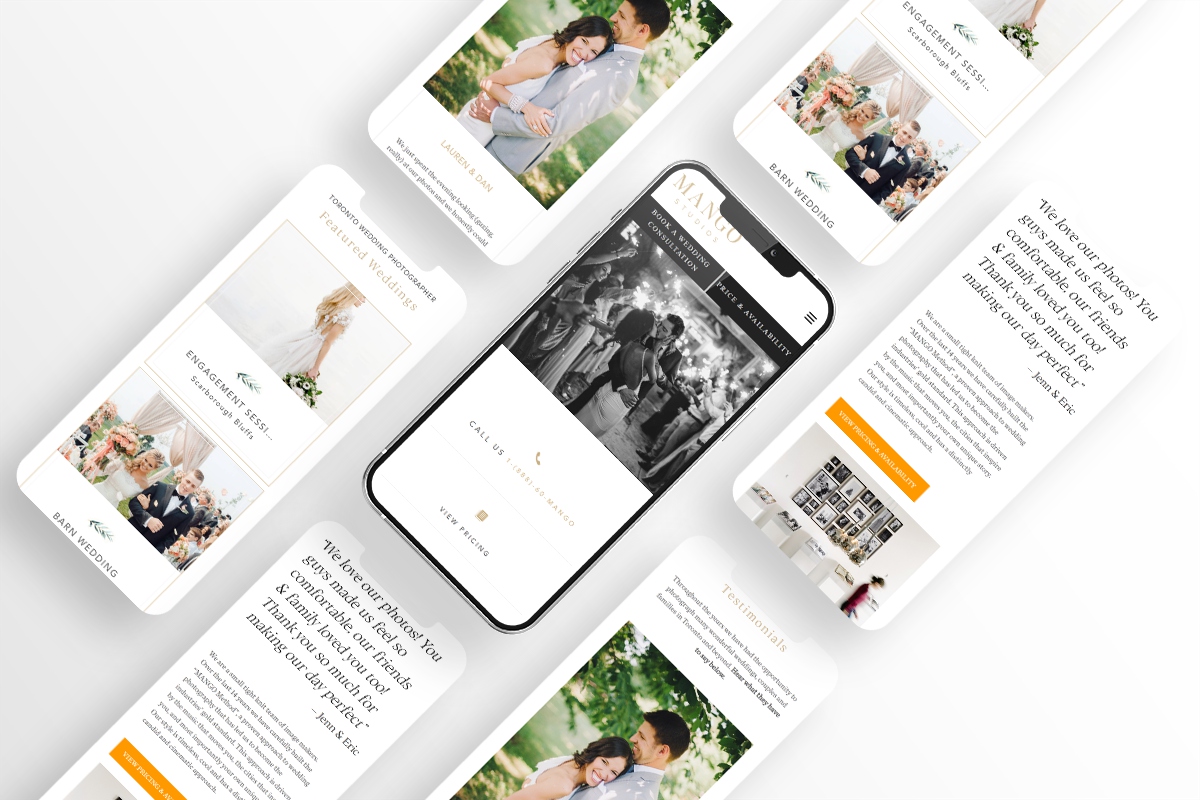 LAUREN & DAN
We just spent the evening looking (gazing,
really) at our photos and we honestly could
ENGAGEMENT SESSI...
Scarborough Bluffs
BARN WEDDING
TORONTO WEDDING PHOTOGRAPHER
Featured Weddings
ENGAGEMENT SESSI...
Scarborough Bluffs
BARN WEDDING
MANGO
STUDIOS
BOOK A WEDDING
CONSULTATION
PRICE & AVAILABILITY
CALL US 1-(888)-60-MANGO
VIEW PRICING
"We love our photos! You
guys made us feel so
comfortable, our friends
& family loved you too!
Thank you so much for
making our day perfect"
– Jenn & Eric
We are a small tight knit team of image makers.
Over the last 14 years we have carefully built the
"MANGO Method"- a proven approach to wedding
photography that has led us to become the
industries' gold standard. This approach is driven
by the music that moves you, the cities that inspire
you, and most importantly your own unique story.
Our style is timeless, cool and has a distinctly
candid and cinematic approach.
VIEW PRICING & AVAILABILITY
"We love our photos! You
guys made us feel so
comfortable, our friends
& family loved you too!
Thank you so much for
making our day perfect"
– Jenn & Eric
We are a small tight knit team of image makers.
Over the last 14 years we have carefully built the
"MANGO Method"- a proven approach to wedding
photography that has led us to become the
industries' gold standard. This approach is driven
by the music that moves you, the cities that ins
you, and most importantly your own uniq
Our style is timeless, cool and has a dis
candid and cinematic approach.
VIEW PRICING & AVA
Testimonials
Throughout the years we have had the opportunity to
photograph many wonderful weddings, couples and
families in Toronto and beyond. Hear what they have
to say below.